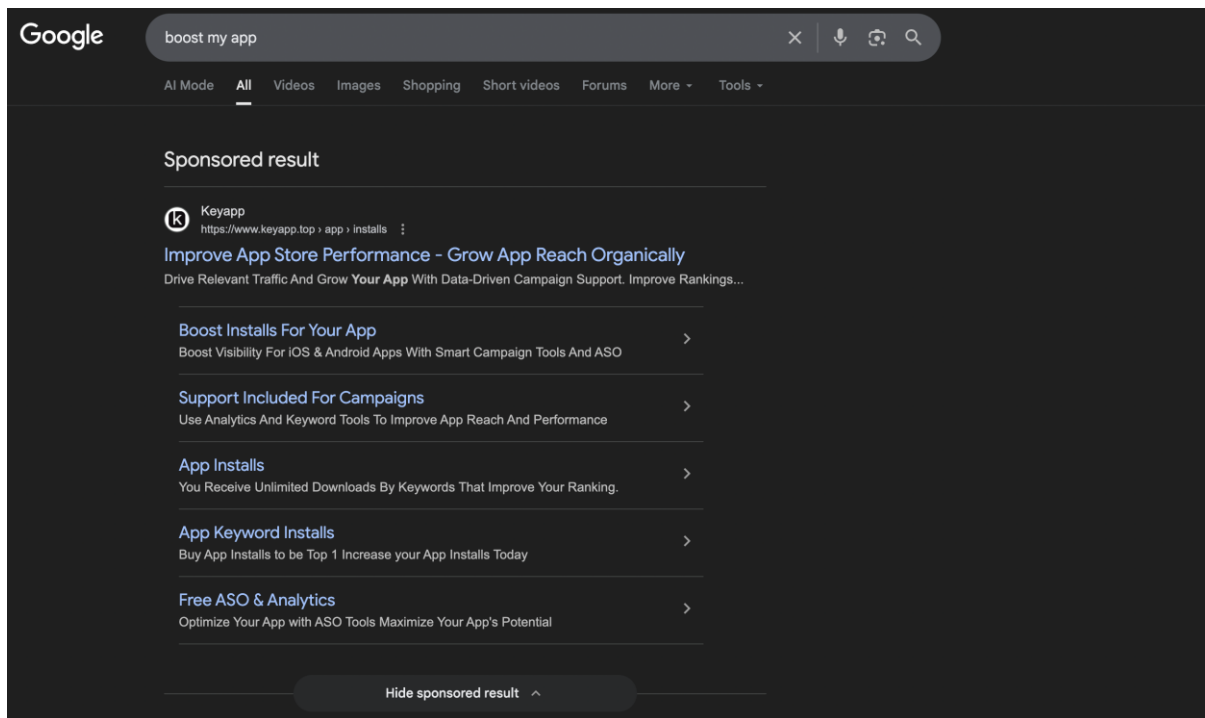 Google
boost my app
AI Mode All Videos Images Shopping Short videos Forums More Tools
Sponsored result
Keyapp
https://www.keyapp.top › app › installs
Improve App Store Performance - Grow App Reach Organically
Drive Relevant Traffic And Grow Your App With Data-Driven Campaign Support. Improve Rankings...
Boost Installs For Your App
Boost Visibility For iOS & Android Apps With Smart Campaign Tools And ASO
Support Included For Campaigns
Use Analytics And Keyword Tools To Improve App Reach And Performance
App Installs
You Receive Unlimited Downloads By Keywords That Improve Your Ranking.
App Keyword Installs
Buy App Installs to be Top 1 Increase your App Installs Today
Free ASO & Analytics
Optimize Your App with ASO Tools Maximize Your App's Potential
Hide sponsored result